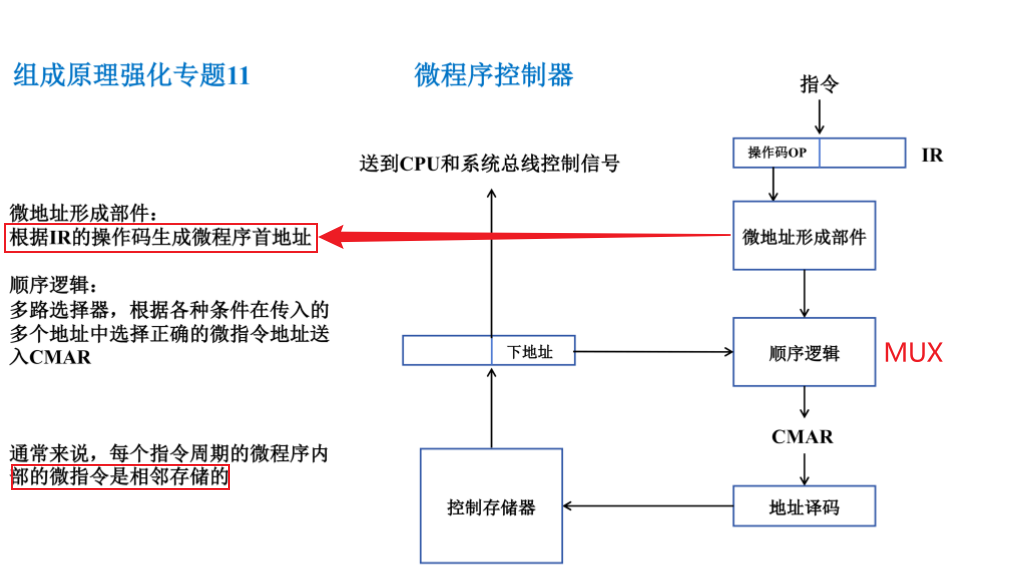 组成原理强化专题11
微程序控制器
指令
操作码OP
IR
送到CPU和系统总线控制信号
微地址形成部件：
根据IR的操作码生成微程序首地址
微地址形成部件
顺序逻辑：
多路选择器，根据各种条件在传入的
多个地址中选择正确的微指令地址送
入CMAR
下地址
顺序逻辑
MUX
CMAR
通常来说，每个指令周期的微程序内
部的微指令是相邻存储的
控制存储器
地址译码